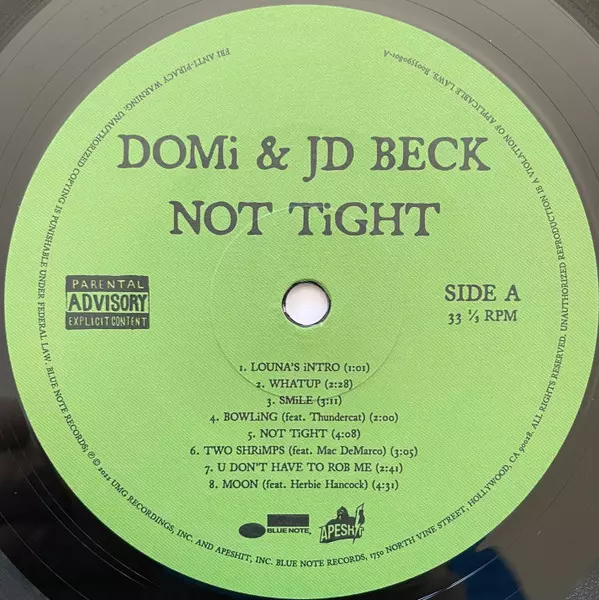 DOMi & JD BECK
NOT TiGHT
PARENTAL
ADVISORY
EXPLICIT CONTENT
SIDE A
33 ⅓ RPM
1. LOUNA'S iNTRO (1:01)
2. WHATUP (2:28)
3. SMiLE (3:11)
4. BOWLiNG (feat. Thundercat) (2:00)
5. NOT TiGHT (4:08)
6. TWO SHRiMPS (feat. Mac DeMarco) (3:05)
7. U DON'T HAVE TO ROB ME (2:41)
8. MOON (feat. Herbie Hancock) (4:31)
BLUE NOTE.
APESHIT
FBI ANTI-PIRACY WARNING: UNAUTHORIZED COPYING IS PUNISHABLE UNDER FEDERAL LAW. BLUE NOTE RECORDS; ℗ © 2022 UMG RECORDINGS, INC. AND APESHIT, INC. BLUE NOTE RECORDS, 1750 NORTH VINE STREET, HOLLYWOOD, CA 90028. ALL RIGHTS RESERVED. UNAUTHORIZED REPRODUCTION IS A VIOLATION OF APPLICABLE LAWS. B003559801-A